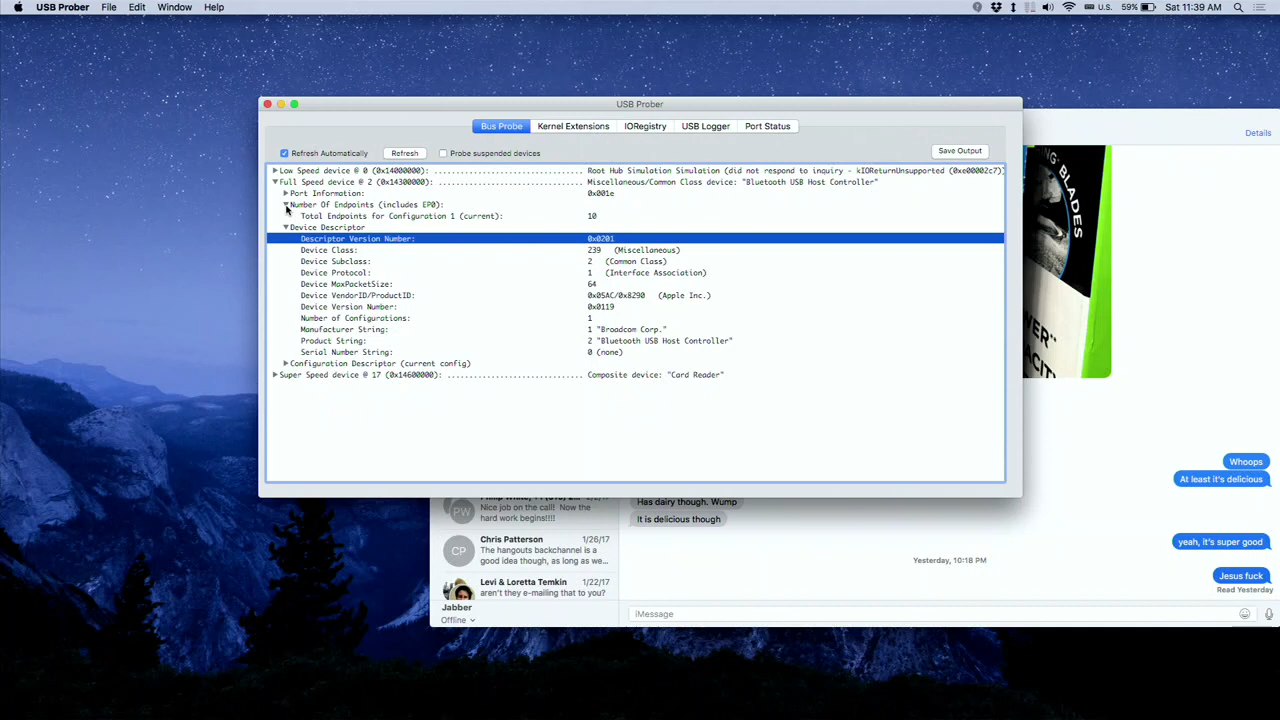 USB Prober File Edit Window Help
U.S. 59% Sat 11:39 AM
USB Prober
Bus Probe Kernel Extensions IORegistry USB Logger Port Status
Refresh Automatically Refresh Probe suspended devices Save Output
Low Speed device @ 0 (0x14000000): ............................... Root Hub Simulation Simulation (did not respond to inquiry - kIOReturnUnsupported (0xe00002c7))
Full Speed device @ 2 (0x14300000): .............................. Miscellaneous/Common Class device: "Bluetooth USB Host Controller"
Port Information: 0x001e
Number Of Endpoints (includes EP0):
Total Endpoints for Configuration 1 (current): 10
Device Descriptor
Descriptor Version Number: 0x0201
Device Class: 239 (Miscellaneous)
Device Subclass: 2 (Common Class)
Device Protocol: 1 (Interface Association)
Device MaxPacketSize: 64
Device VendorID/ProductID: 0x05AC/0x8290 (Apple Inc.)
Device Version Number: 0x0119
Number of Configurations: 1
Manufacturer String: 1 "Broadcom Corp."
Product String: 2 "Bluetooth USB Host Controller"
Serial Number String: 0 (none)
Configuration Descriptor (current config)
Super Speed device @ 17 (0x14600000): ............................ Composite device: "Card Reader"
Details
BLADES
Whoops
At least it's delicious
Has dairy though. Wump
It is delicious though
yeah, it's super good
Yesterday, 10:18 PM
Jesus fuck
Read Yesterday
PW
Nice job on the call! Now the
hard work begins!!!!
CP
Chris Patterson 1/26/17
The hangouts backchannel is a
good idea though, as long as we...
Levi & Loretta Temkin 1/22/17
aren't they e-mailing that to you?
Jabber
Offline
iMessage